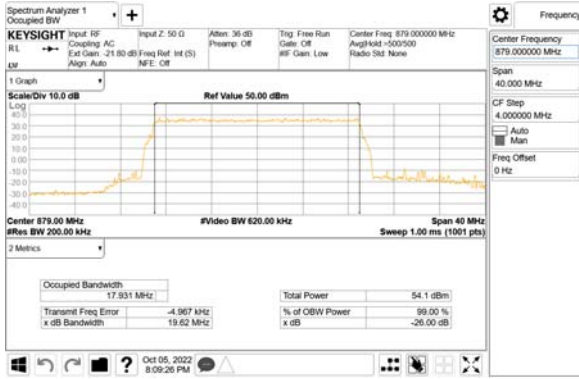 Spectrum Analyzer 1
Occupied BW
Frequency
KEYSIGHT
Input: RF
Input Z: 50 Ω
Atten: 36 dB
Trig: Free Run
Center Freq: 879.000000 MHz
RL
Coupling: AC
Preamp: Off
Gate: Off
Avg|Hold:>500/500
Ext Gain: -21.80 dB
Freq Ref: Int (S)
#IF Gain: Low
Radio Std: None
Align: Auto
NFE: Off
Center Frequency
879.000000 MHz
Span
40.000 MHz
CF Step
4.000000 MHz
Auto
Man
Freq Offset
0 Hz
1 Graph
Scale/Div 10.0 dB
Ref Value 50.00 dBm
Log
40.0
30.0
20.0
10.0
0.00
-10.0
-20.0
-30.0
-40.0
Center 879.00 MHz
#Video BW 620.00 kHz
Span 40 MHz
#Res BW 200.00 kHz
Sweep 1.00 ms (1001 pts)
2 Metrics
Occupied Bandwidth
17.931 MHz
Total Power
54.1 dBm
Transmit Freq Error
-4.967 kHz
% of OBW Power
99.00 %
x dB Bandwidth
19.62 MHz
x dB
-26.00 dB
?
Oct 05, 2022
8:09:26 PM